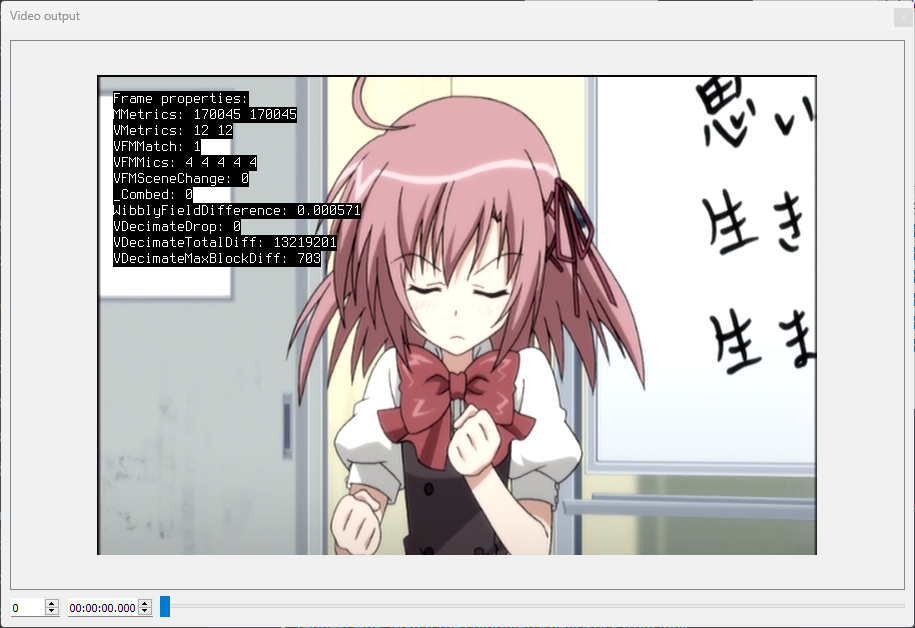 Video output
x
Frame properties:
MMetrics: 170045 170045
VMetrics: 12 12
VFMMatch: 1
VFMMics: 4 4 4 4 4
VFMSceneChange: 0
_Combed: 0
WibblyFieldDifference: 0.000571
VDecimateDrop: 0
VDecimateTotalDiff: 13219201
VDecimateMaxBlockDiff: 703
思い
生き
生ま
0
00:00:00.000